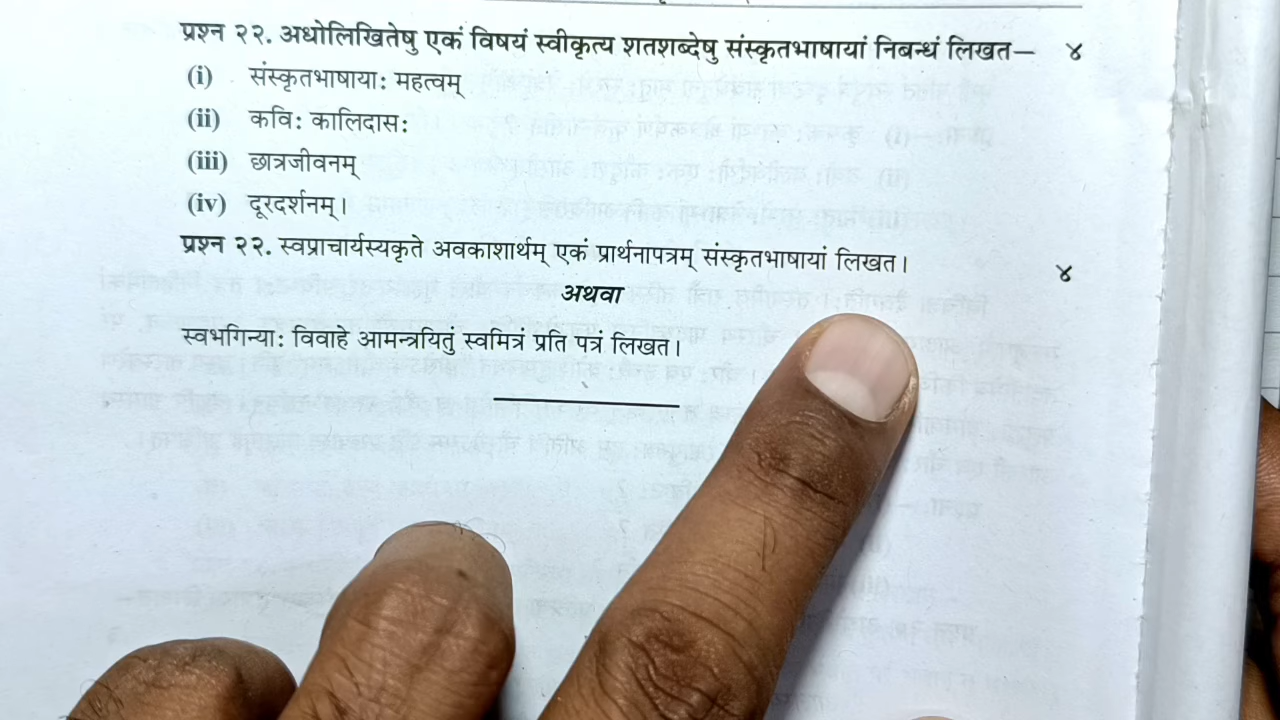 प्रश्न २२. अधोलिखितेषु एकं विषयं स्वीकृत्य शतशब्देषु संस्कृतभाषायां निबन्धं लिखत— ४
(i) संस्कृतभाषाया: महत्वम्
(ii) कवि: कालिदास:
(iii) छात्रजीवनम्
(iv) दूरदर्शनम्।
प्रश्न २२. स्वप्राचार्यस्यकृते अवकाशार्थम् एकं प्रार्थनापत्रम् संस्कृतभाषायां लिखत। ४
अथवा
स्वभगिन्या: विवाहे आमन्त्रयितुं स्वमित्रं प्रति पत्रं लिखत।